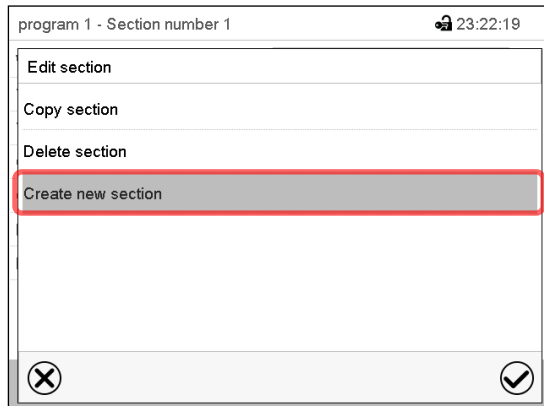 program 1 - Section number 1 23:22:19
Edit section
Copy section
Delete section
Create new section